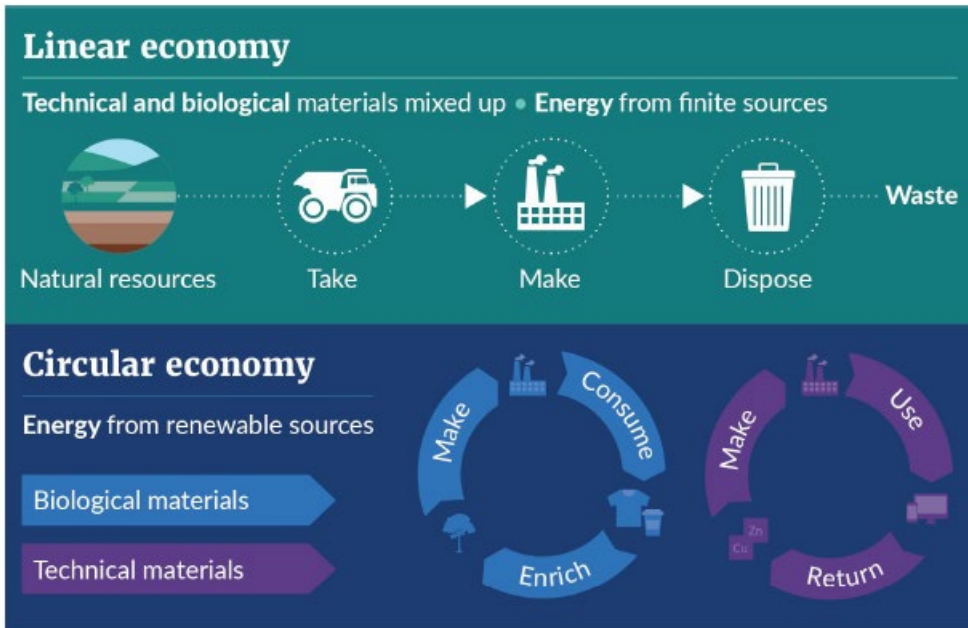 Linear economy
Technical and biological materials mixed up • Energy from finite sources
Waste
Natural resources
Take
Make
Dispose
Circular economy
Energy from renewable sources
Biological materials
Technical materials
Make
Consume
Enrich
Make
Use
Return
Zn
Cu